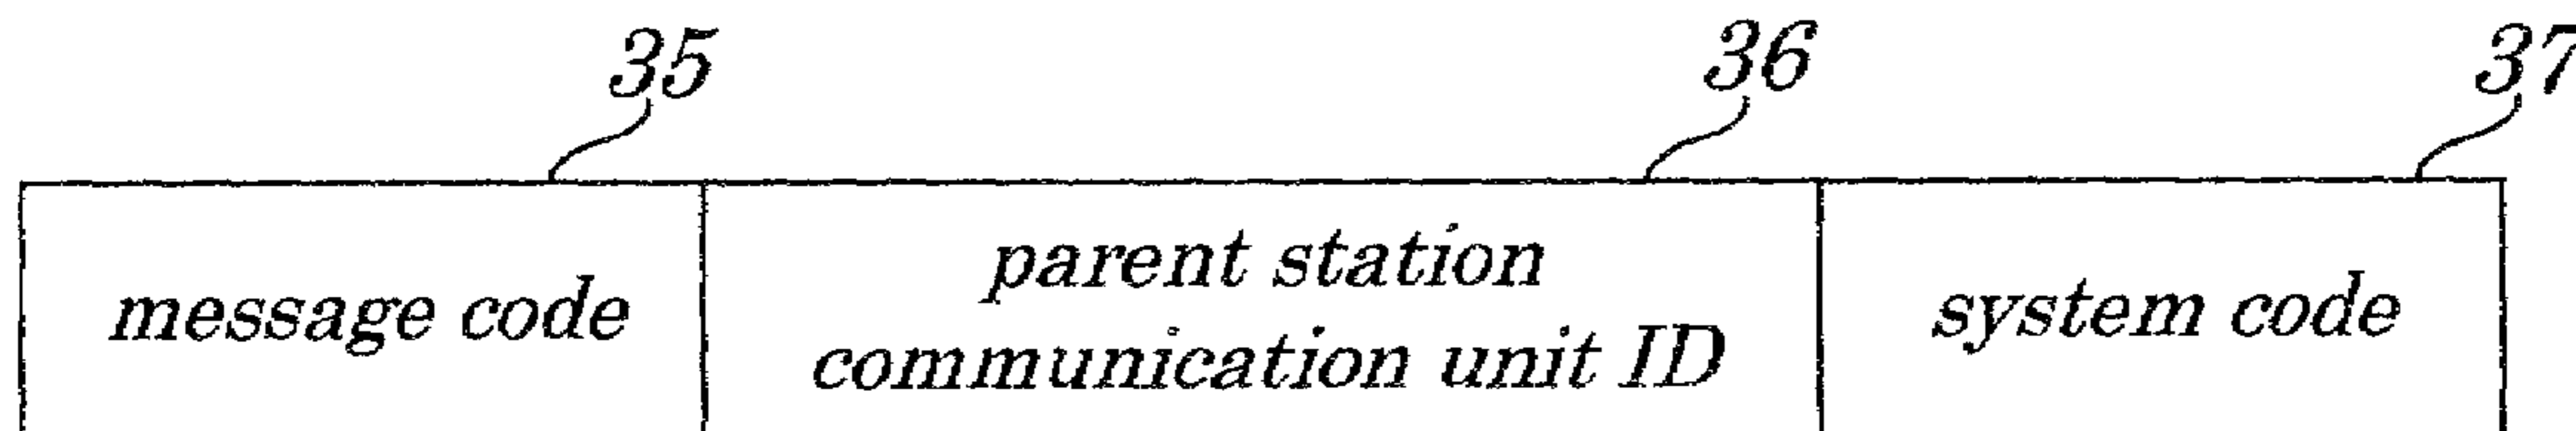 35 36 37
message code
parent station
communication unit ID
system code